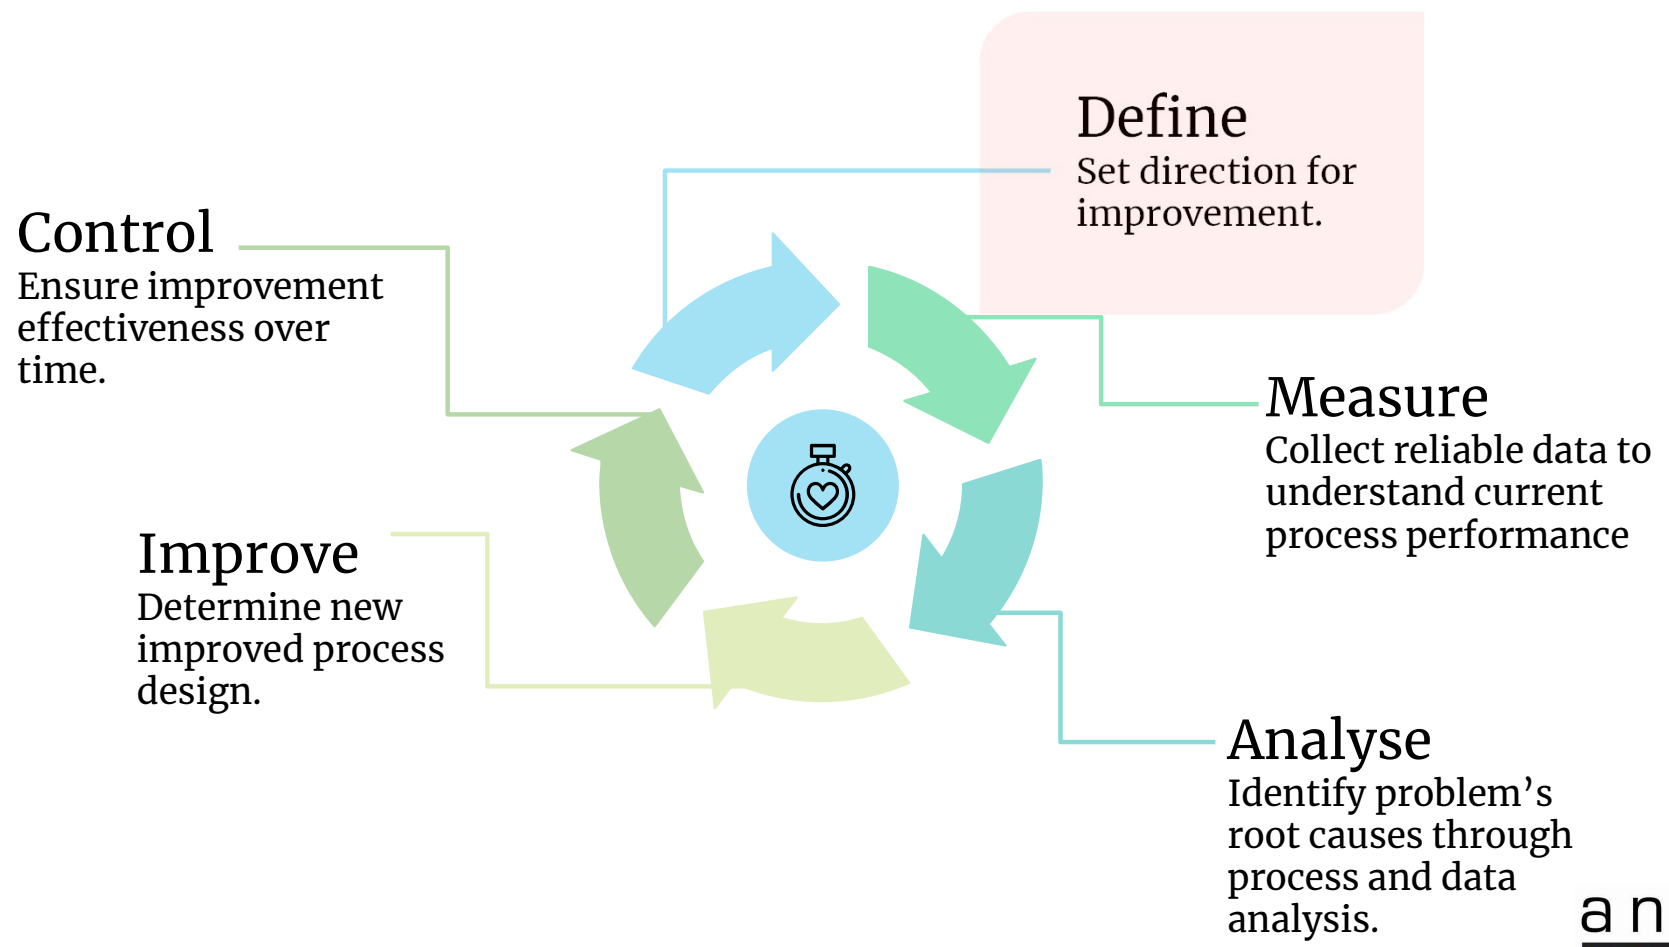 Define
Set direction for
improvement.
Control
Ensure improvement
effectiveness over
time.
Measure
Collect reliable data to
understand current
process performance
Improve
Determine new
improved process
design.
Analyse
Identify problem’s
root causes through
process and data
analysis.
an